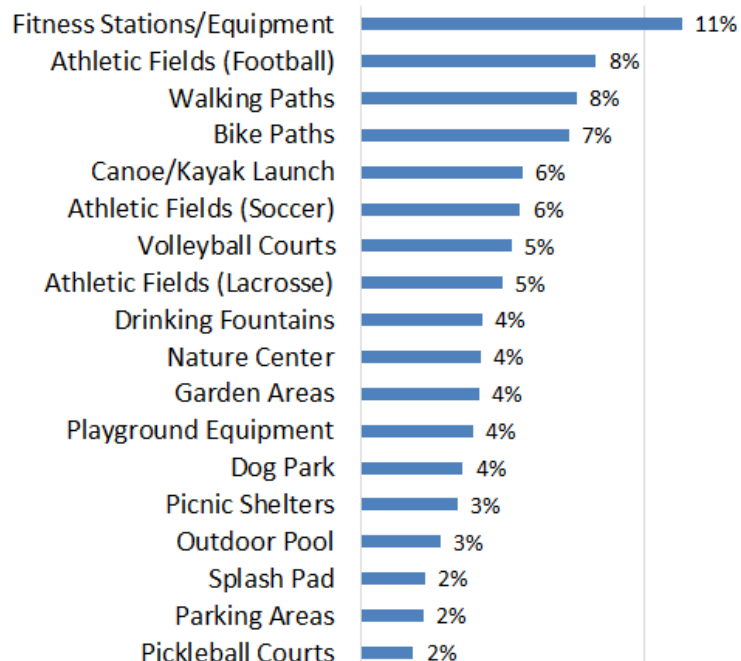 Fitness Stations/Equipment 11%
Athletic Fields (Football) 8%
Walking Paths 8%
Bike Paths 7%
Canoe/Kayak Launch 6%
Athletic Fields (Soccer) 6%
Volleyball Courts 5%
Athletic Fields (Lacrosse) 5%
Drinking Fountains 4%
Nature Center 4%
Garden Areas 4%
Playground Equipment 4%
Dog Park 4%
Picnic Shelters 3%
Outdoor Pool 3%
Splash Pad 2%
Parking Areas 2%
Pickleball Courts 2%